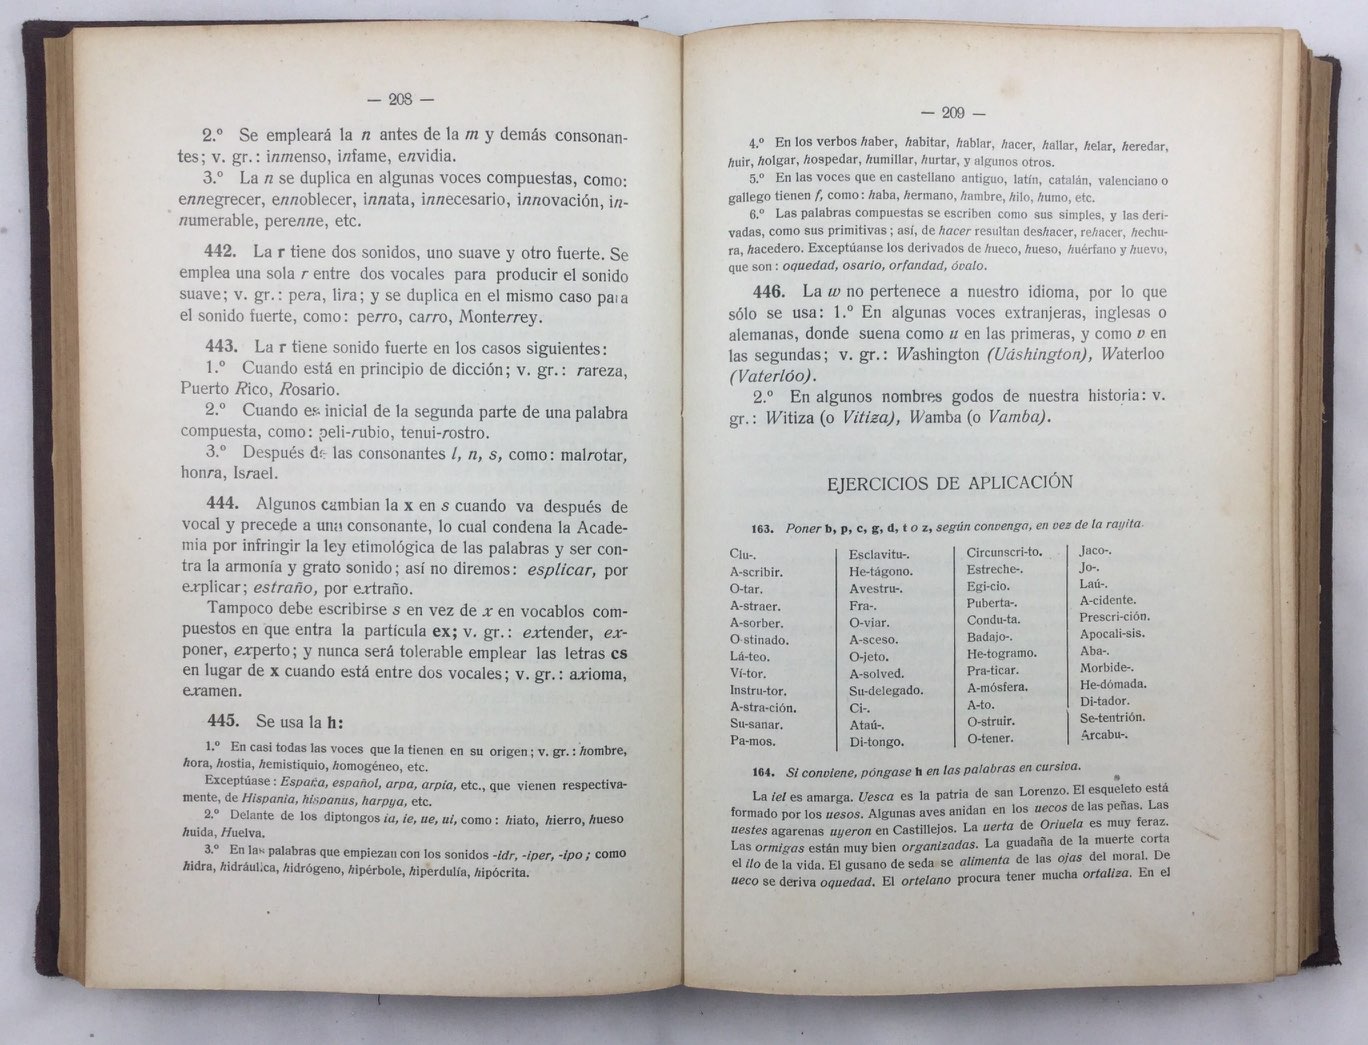 — 208 —
2.º Se empleará la n antes de la m y demás consonan-
tes; v. gr.: inmenso, infame, envidia.
3.º La n se duplica en algunas voces compuestas, como:
ennegrecer, ennoblecer, innata, innecesario, innovación, in-
numerable, perenne, etc.
442. La r tiene dos sonidos, uno suave y otro fuerte. Se
emplea una sola r entre dos vocales para producir el sonido
suave; v. gr.: pera, lira; y se duplica en el mismo caso para
el sonido fuerte, como: perro, carro, Monterrey.
443. La r tiene sonido fuerte en los casos siguientes:
1.º Cuando está en principio de dicción; v. gr.: rareza,
Puerto Rico, Rosario.
2.º Cuando es inicial de la segunda parte de una palabra
compuesta, como: peli-rubio, tenui-rostro.
3.º Después de las consonantes l, n, s, como: malrotar,
honra, Israel.
444. Algunos cambian la x en s cuando va después de
vocal y precede a una consonante, lo cual condena la Acade-
mia por infringir la ley etimológica de las palabras y ser con-
tra la armonía y grato sonido; así no diremos: esplicar, por
explicar; estraño, por extraño.
Tampoco debe escribirse s en vez de x en vocablos com-
puestos en que entra la partícula ex; v. gr.: extender, ex-
poner, experto; y nunca será tolerable emplear las letras cs
en lugar de x cuando está entre dos vocales; v. gr.: axioma,
examen.
445. Se usa la h:
1.º En casi todas las voces que la tienen en su origen; v. gr.: hombre,
hora, hostia, hemistiquio, homogéneo, etc.
Exceptúase: España, español, arpa, arpía, etc., que vienen respectiva-
mente, de Hispania, hispanus, harpya, etc.
2.º Delante de los diptongos ia, ie, ue, ui, como: hiato, hierro, hueso
huida, Huelva.
3.º En las palabras que empiezan con los sonidos -idr, -iper, -ipo; como
hidra, hidráulica, hidrógeno, hipérbole, hiperdulía, hipócrita.
— 209 —
4.º En los verbos haber, habitar, hablar, hacer, hallar, helar, heredar,
huir, holgar, hospedar, humillar, hurtar, y algunos otros.
5.º En las voces que en castellano antiguo, latín, catalán, valenciano o
gallego tienen f, como: haba, hermano, hambre, hilo, humo, etc.
6.º Las palabras compuestas se escriben como sus simples, y las deri-
vadas, como sus primitivas; así, de hacer resultan deshacer, rehacer, hechu-
ra, hacedero. Exceptúanse los derivados de hueco, hueso, huérfano y huevo,
que son: oquedad, osario, orfandad, óvalo.
446. La w no pertenece a nuestro idioma, por lo que
sólo se usa: 1.º En algunas voces extranjeras, inglesas o
alemanas, donde suena como u en las primeras, y como v en
las segundas; v. gr.: Washington (Uáshington), Waterloo
(Vaterlóo).
2.º En algunos nombres godos de nuestra historia: v.
gr.: Witiza (o Vitiza), Wamba (o Vamba).
EJERCICIOS DE APLICACIÓN
163. Poner b, p, c, g, d, t o z, según convenga, en vez de la rayita.
Clu-.
A-scribir.
O-tar.
A-straer.
A-sorber.
O-stinado.
Lá-teo.
Ví-tor.
Instru-tor.
A-stra-ción.
Su-sanar.
Pa-mos.
Esclavitu-.
He-tágono.
Avestru-.
Fra-.
O-viar.
A-sceso.
O-jeto.
A-solved.
Su-delegado.
Ci-.
Ataú-.
Di-tongo.
Circunscri-to.
Estreche-.
Egi-cio.
Puberta-.
Condu-ta.
Badajo-.
He-togramo.
Pra-ticar.
A-mósfera.
A-to.
O-struir.
O-tener.
Jaco-.
Jo-.
Laú-.
A-cidente.
Prescri-ción.
Apocali-sis.
Aba-.
Morbide-.
He-dómada.
Di-tador.
Se-tentrión.
Arcabu-.
164. Si conviene, póngase h en las palabras en cursiva.
La iel es amarga. Uesca es la patria de san Lorenzo. El esqueleto está
formado por los uesos. Algunas aves anidan en los uecos de las peñas. Las
uestes agarenas uyeron en Castillejos. La uerta de Oriuela es muy feraz.
Las ormigas están muy bien organizadas. La guadaña de la muerte corta
el ilo de la vida. El gusano de seda se alimenta de las ojas del moral. De
ueco se deriva oquedad. El ortelano procura tener mucha ortaliza. En el